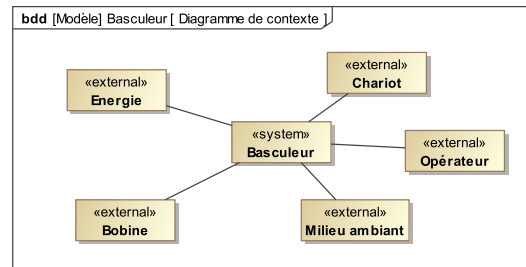 bdd [Modèle] Basculeur [ Diagramme de contexte ]
«external»
Chariot
«external»
Energie
«system»
Basculeur
«external»
Opérateur
«external»
Bobine
«external»
Milieu ambiant